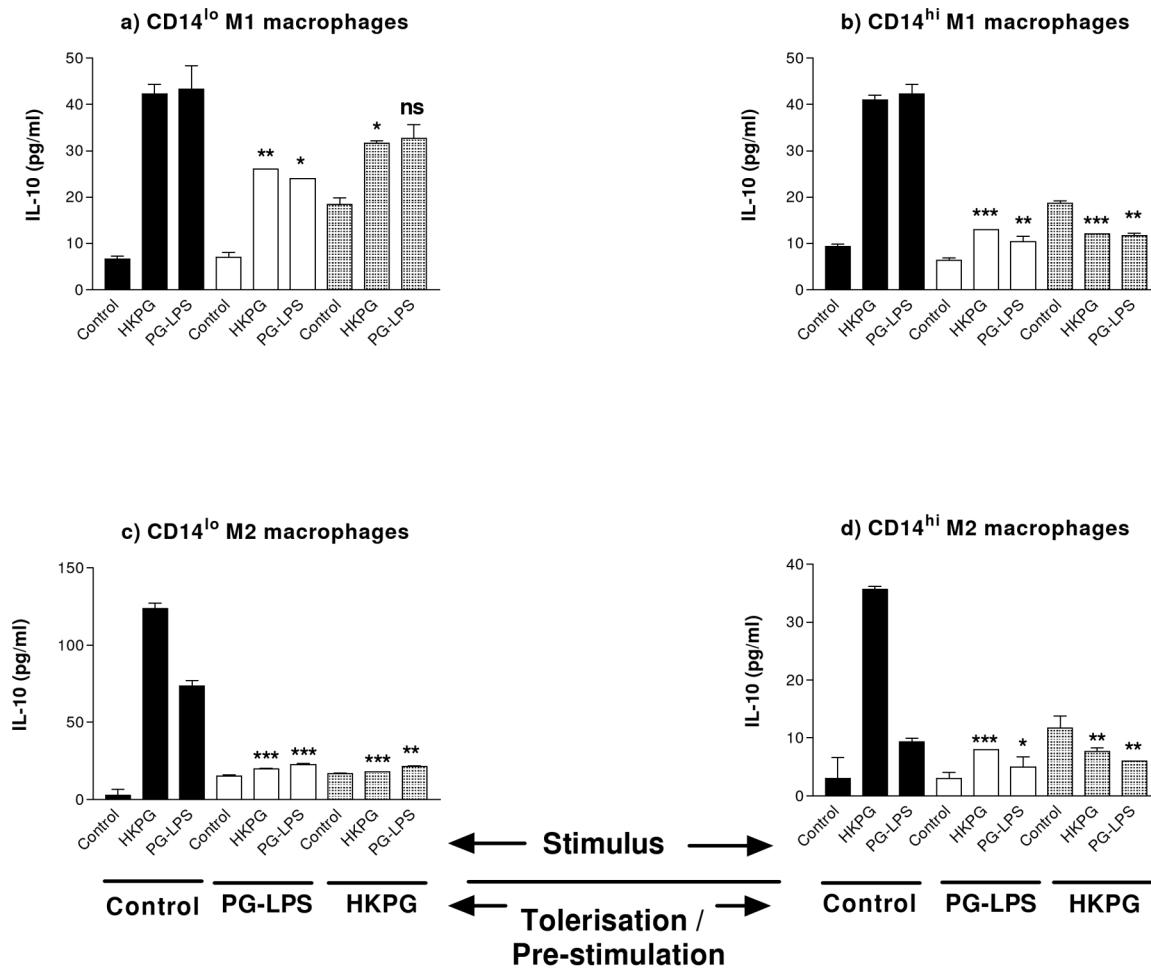 a) CD14lo M1 macrophages
IL-10 (pg/ml)
50
40
30
20
10
0
** * * ns
Control HKPG PG-LPS Control HKPG PG-LPS Control HKPG PG-LPS
b) CD14hi M1 macrophages
IL-10 (pg/ml)
50
40
30
20
10
0
*** ** *** **
Control HKPG PG-LPS Control HKPG PG-LPS Control HKPG PG-LPS
c) CD14lo M2 macrophages
IL-10 (pg/ml)
150
100
50
0
*** *** *** **
Control HKPG PG-LPS Control HKPG PG-LPS Control HKPG PG-LPS
d) CD14hi M2 macrophages
IL-10 (pg/ml)
40
30
20
10
0
*** * ** **
Control HKPG PG-LPS Control HKPG PG-LPS Control HKPG PG-LPS
Stimulus
Control PG-LPS HKPG
Tolerisation /
Pre-stimulation
Control PG-LPS HKPG